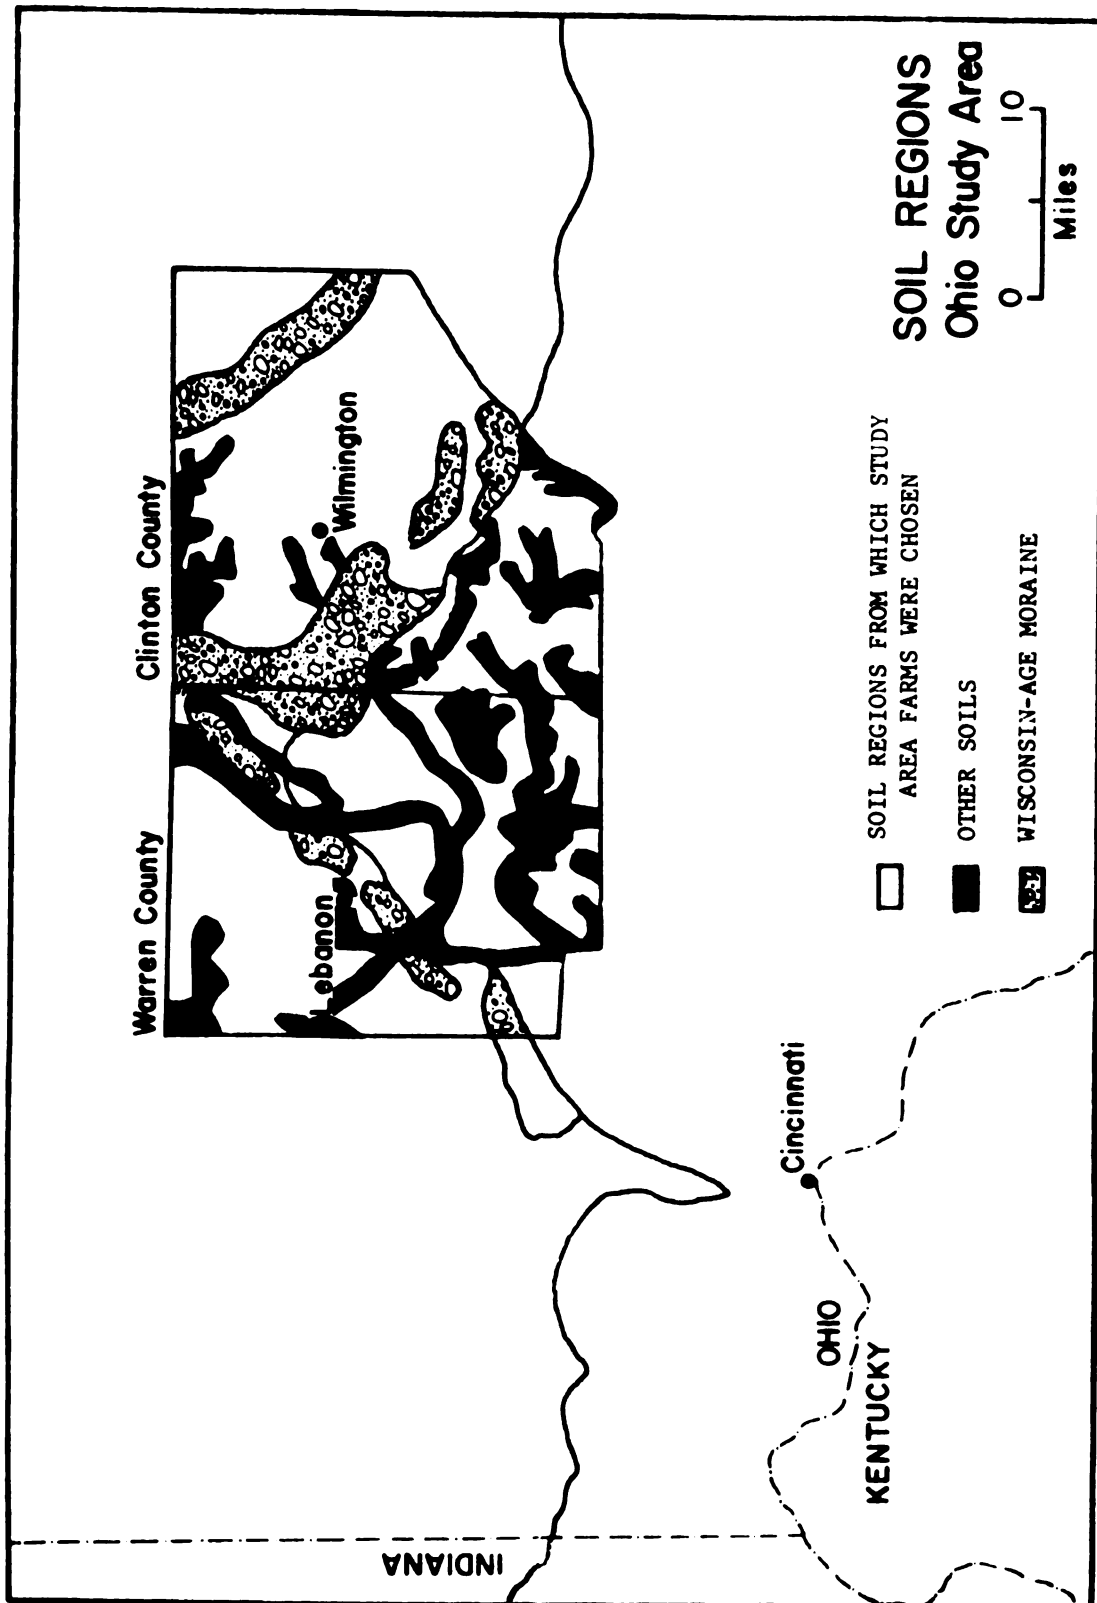 Warren County
Clinton County
Lebanon
Wilmington
Cincinnati
INDIANA
OHIO
KENTUCKY
SOIL REGIONS
Ohio Study Area
0 10
Miles
SOIL REGIONS FROM WHICH STUDY
AREA FARMS WERE CHOSEN
OTHER SOILS
WISCONSIN-AGE MORAINE